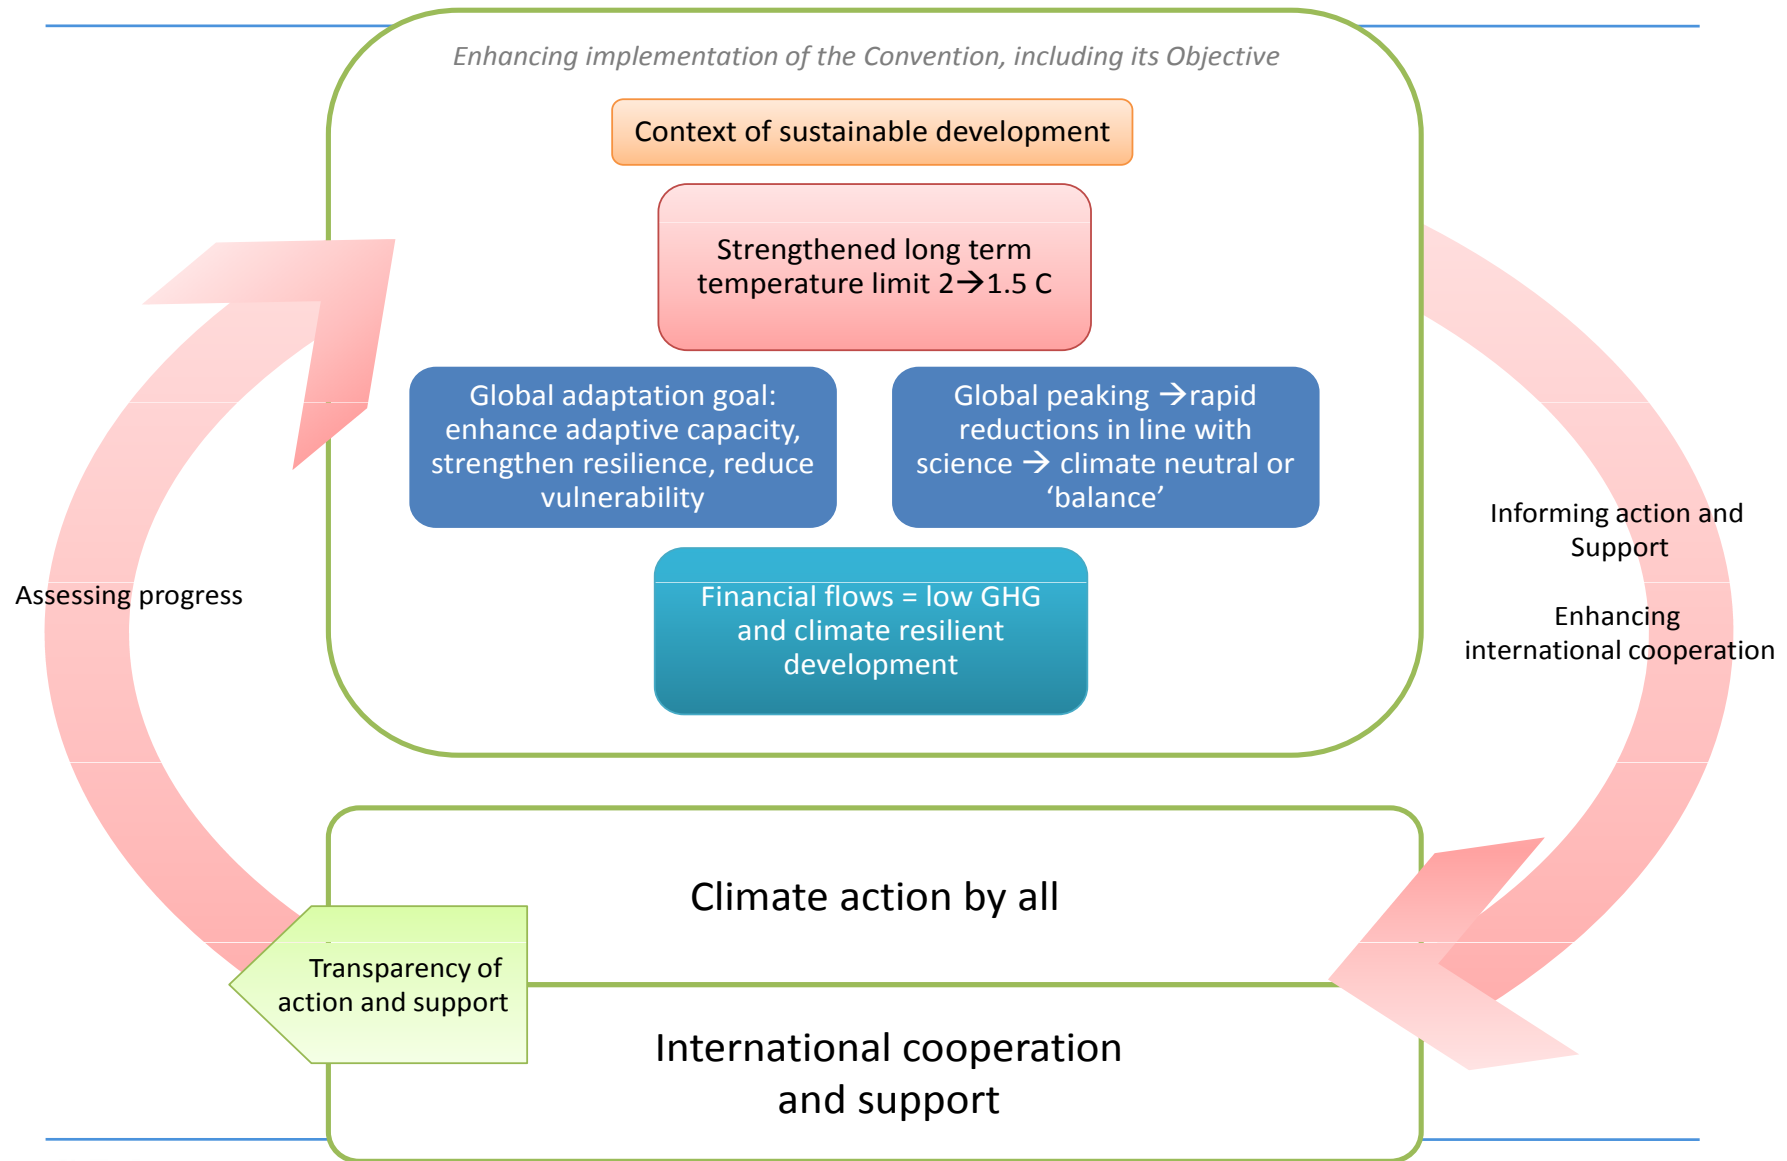 Enhancing implementation of the Convention, including its Objective
Context of sustainable development
Strengthened long term
temperature limit 2→1.5 C
Global adaptation goal:
enhance adaptive capacity,
strengthen resilience, reduce
vulnerability
Global peaking →rapid
reductions in line with
science → climate neutral or
‘balance’
Financial flows = low GHG
and climate resilient
development
Assessing progress
Informing action and
Support
Enhancing
international cooperation
Climate action by all
Transparency of
action and support
International cooperation
and support